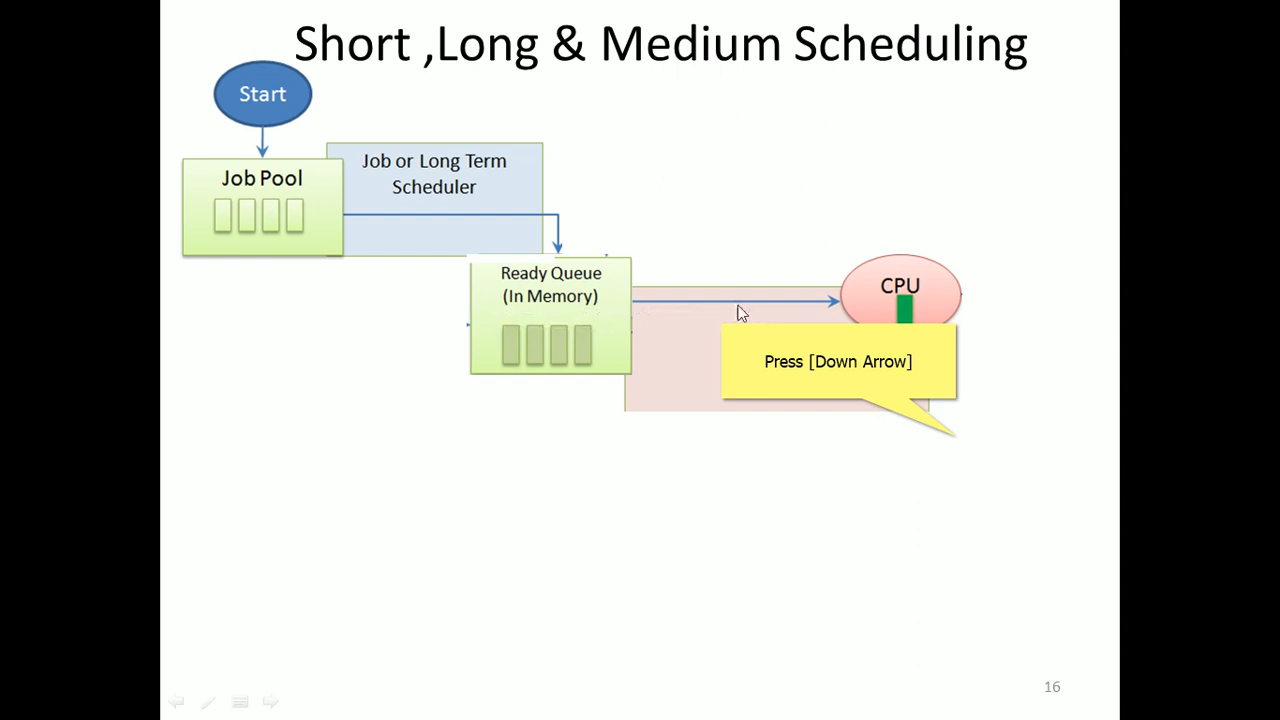 Short ,Long & Medium Scheduling
Start
Job Pool
Job or Long Term
Scheduler
Ready Queue
(In Memory)
CPU
Press [Down Arrow]
16